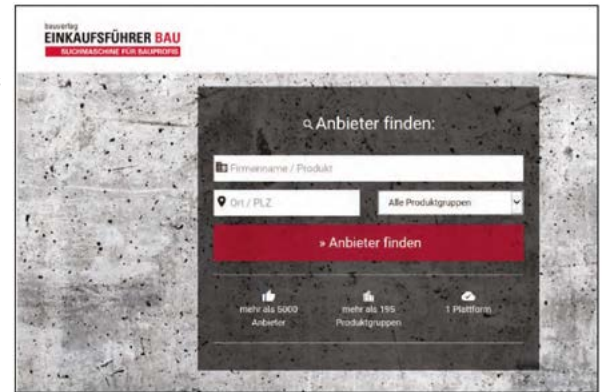 bauverlag
EINKAUFSFÜHRER BAU
SUCHMASCHINE FÜR BAUPROFIS
Anbieter finden:
Firmenname / Produkt
Ort / PLZ
Alle Produktgruppen
» Anbieter finden
mehr als 5000
Anbieter
mehr als 195
Produktgruppen
1 Plattform